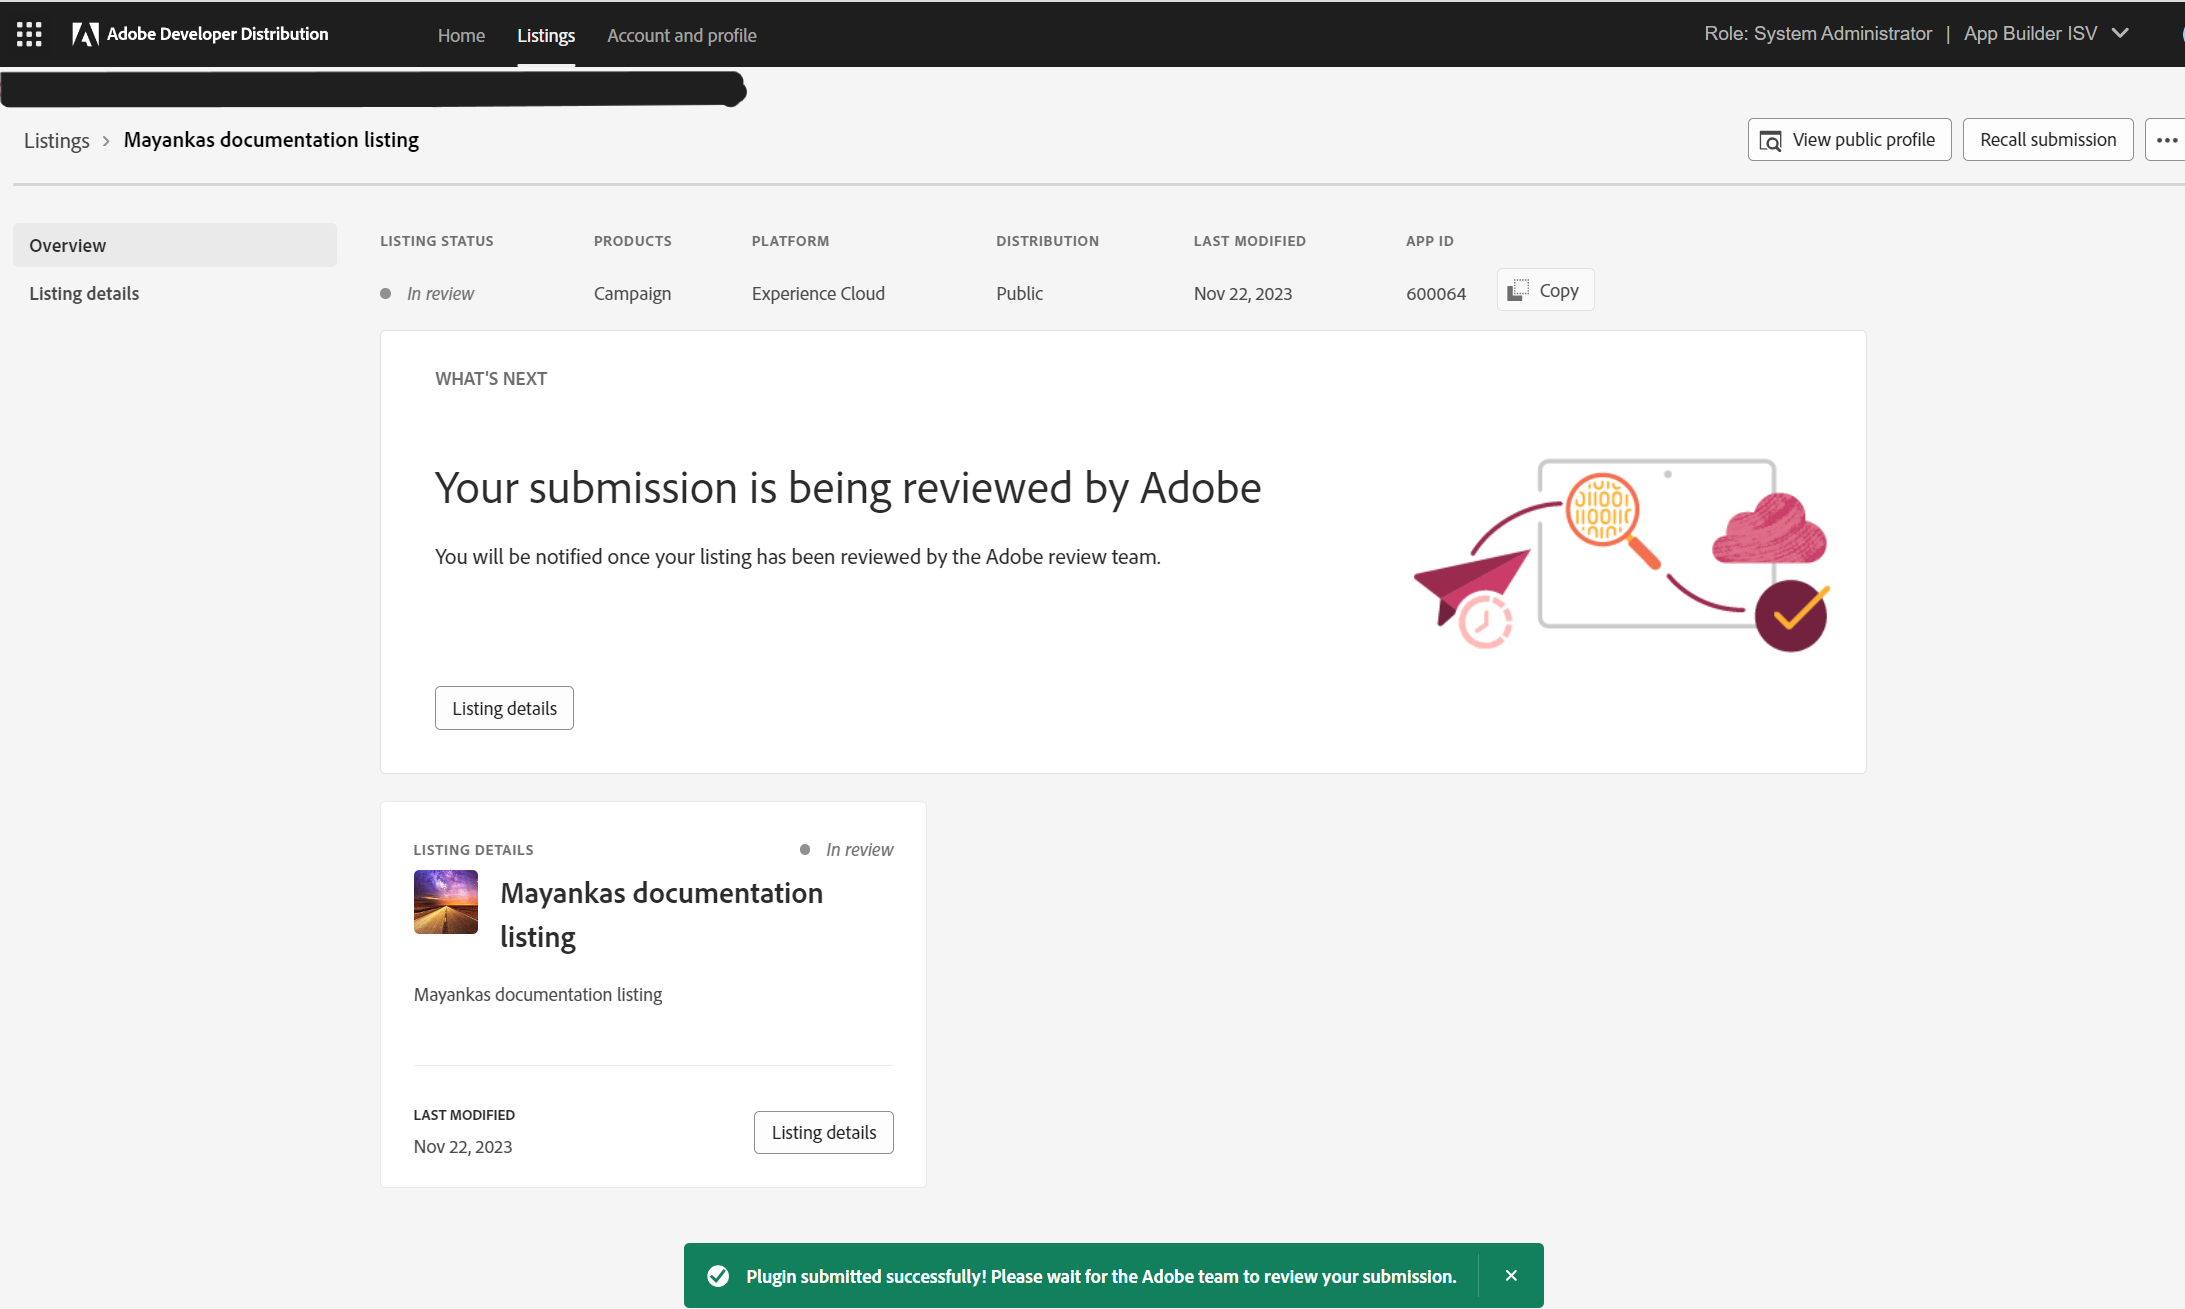 Adobe Developer Distribution
Home
Listings
Account and profile
Role: System Administrator | App Builder ISV
Listings > Mayankas documentation listing
View public profile
Recall submission
Overview
Listing details
LISTING STATUS
PRODUCTS
PLATFORM
DISTRIBUTION
LAST MODIFIED
APP ID
In review
Campaign
Experience Cloud
Public
Nov 22, 2023
600064
Copy
WHAT'S NEXT
Your submission is being reviewed by Adobe
You will be notified once your listing has been reviewed by the Adobe review team.
Listing details
LISTING DETAILS
In review
Mayankas documentation
listing
Mayankas documentation listing
LAST MODIFIED
Nov 22, 2023
Listing details
Plugin submitted successfully! Please wait for the Adobe team to review your submission.